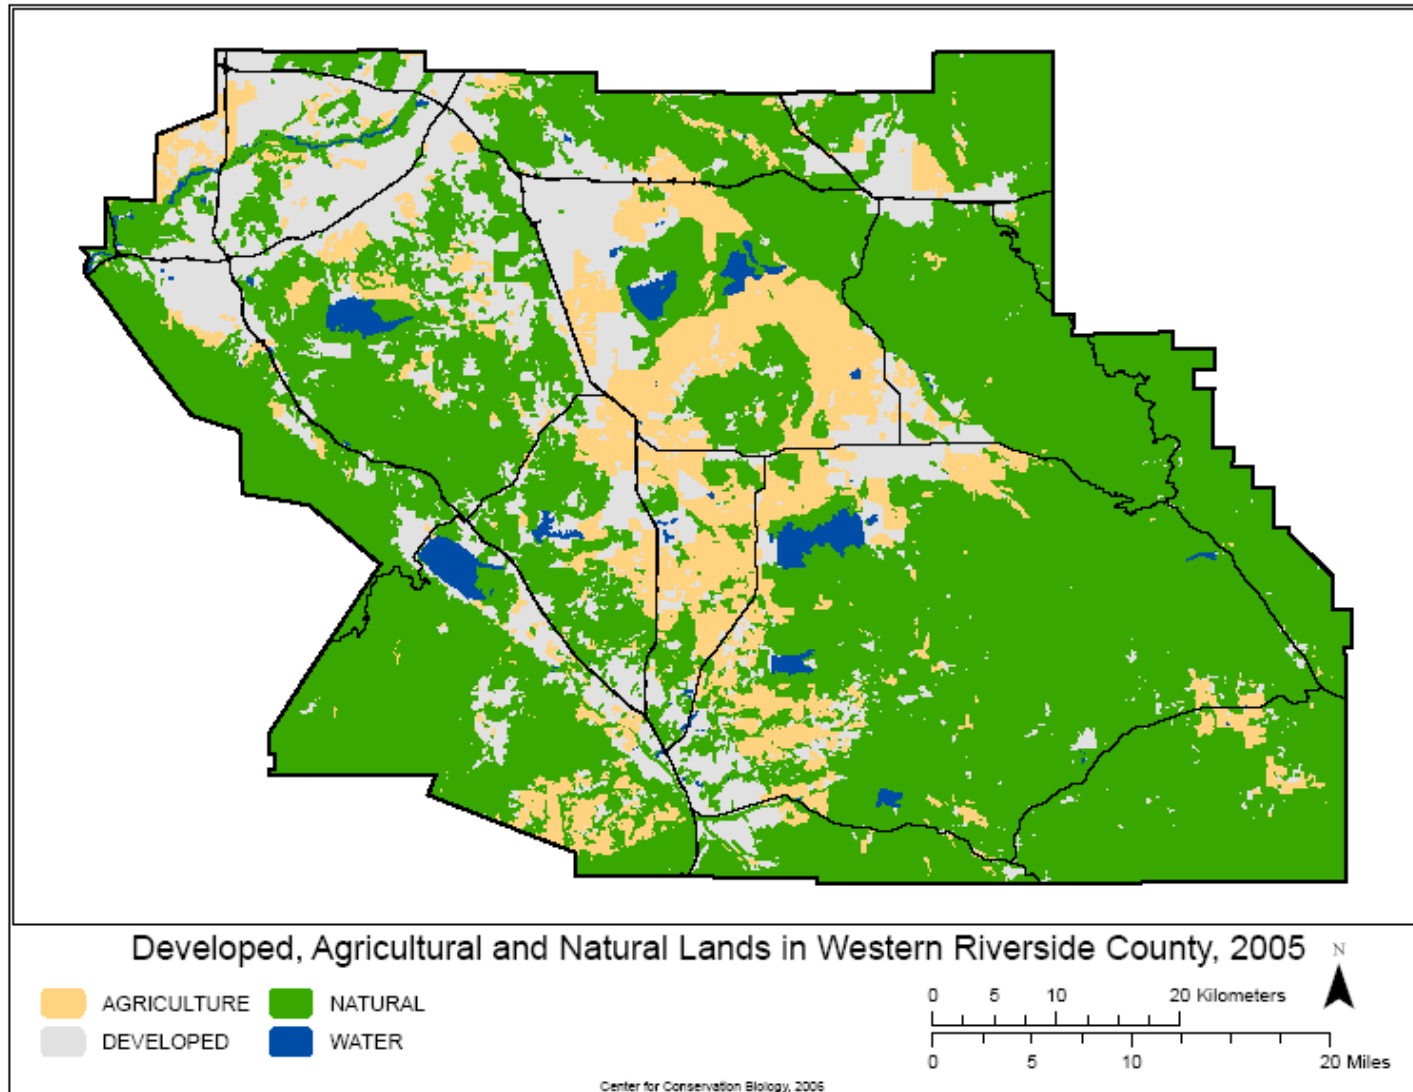 Developed, Agricultural and Natural Lands in Western Riverside County, 2005
N
AGRICULTURE
NATURAL
DEVELOPED
WATER
0 5 10 20 Kilometers
0 5 10 20 Miles
Center for Conservation Biology, 2006